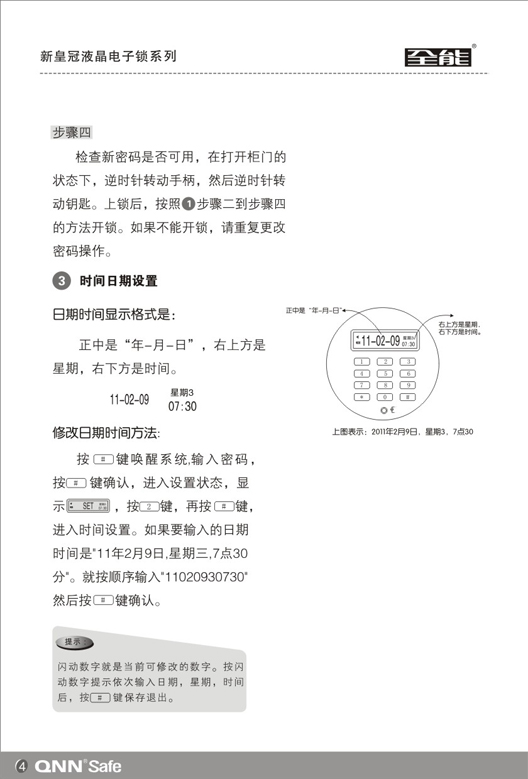 新皇冠液晶电子锁系列
全能®
步骤四
检查新密码是否可用，在打开柜门的
状态下，逆时针转动手柄，然后逆时针转
动钥匙。上锁后，按照1步骤二到步骤四
的方法开锁。如果不能开锁，请重复更改
密码操作。
3 时间日期设置
日期时间显示格式是：
正中是“年-月-日”，右上方是
星期，右下方是时间。
11-02-09 星期3
07:30
修改日期时间方法:
按 # 键唤醒系统,输入密码，
按 # 键确认，进入设置状态，显
示 SET ，按 2 键，再按 # 键，
进入时间设置。如果要输入的日期
时间是"11年2月9日,星期三,7点30
分"。就按顺序输入"11020930730"
然后按 # 键确认。
正中是“年-月-日”
右上方是星期，
右下方是时间。
11-02-09 星期3
07:30
1 2 3
4 5 6
7 8 9
* 0 #
上图表示：2011年2月9日，星期3，7点30
提示
闪动数字就是当前可修改的数字。按闪
动数字提示依次输入日期，星期，时间
后，按 # 键保存退出。
4 QNN®Safe